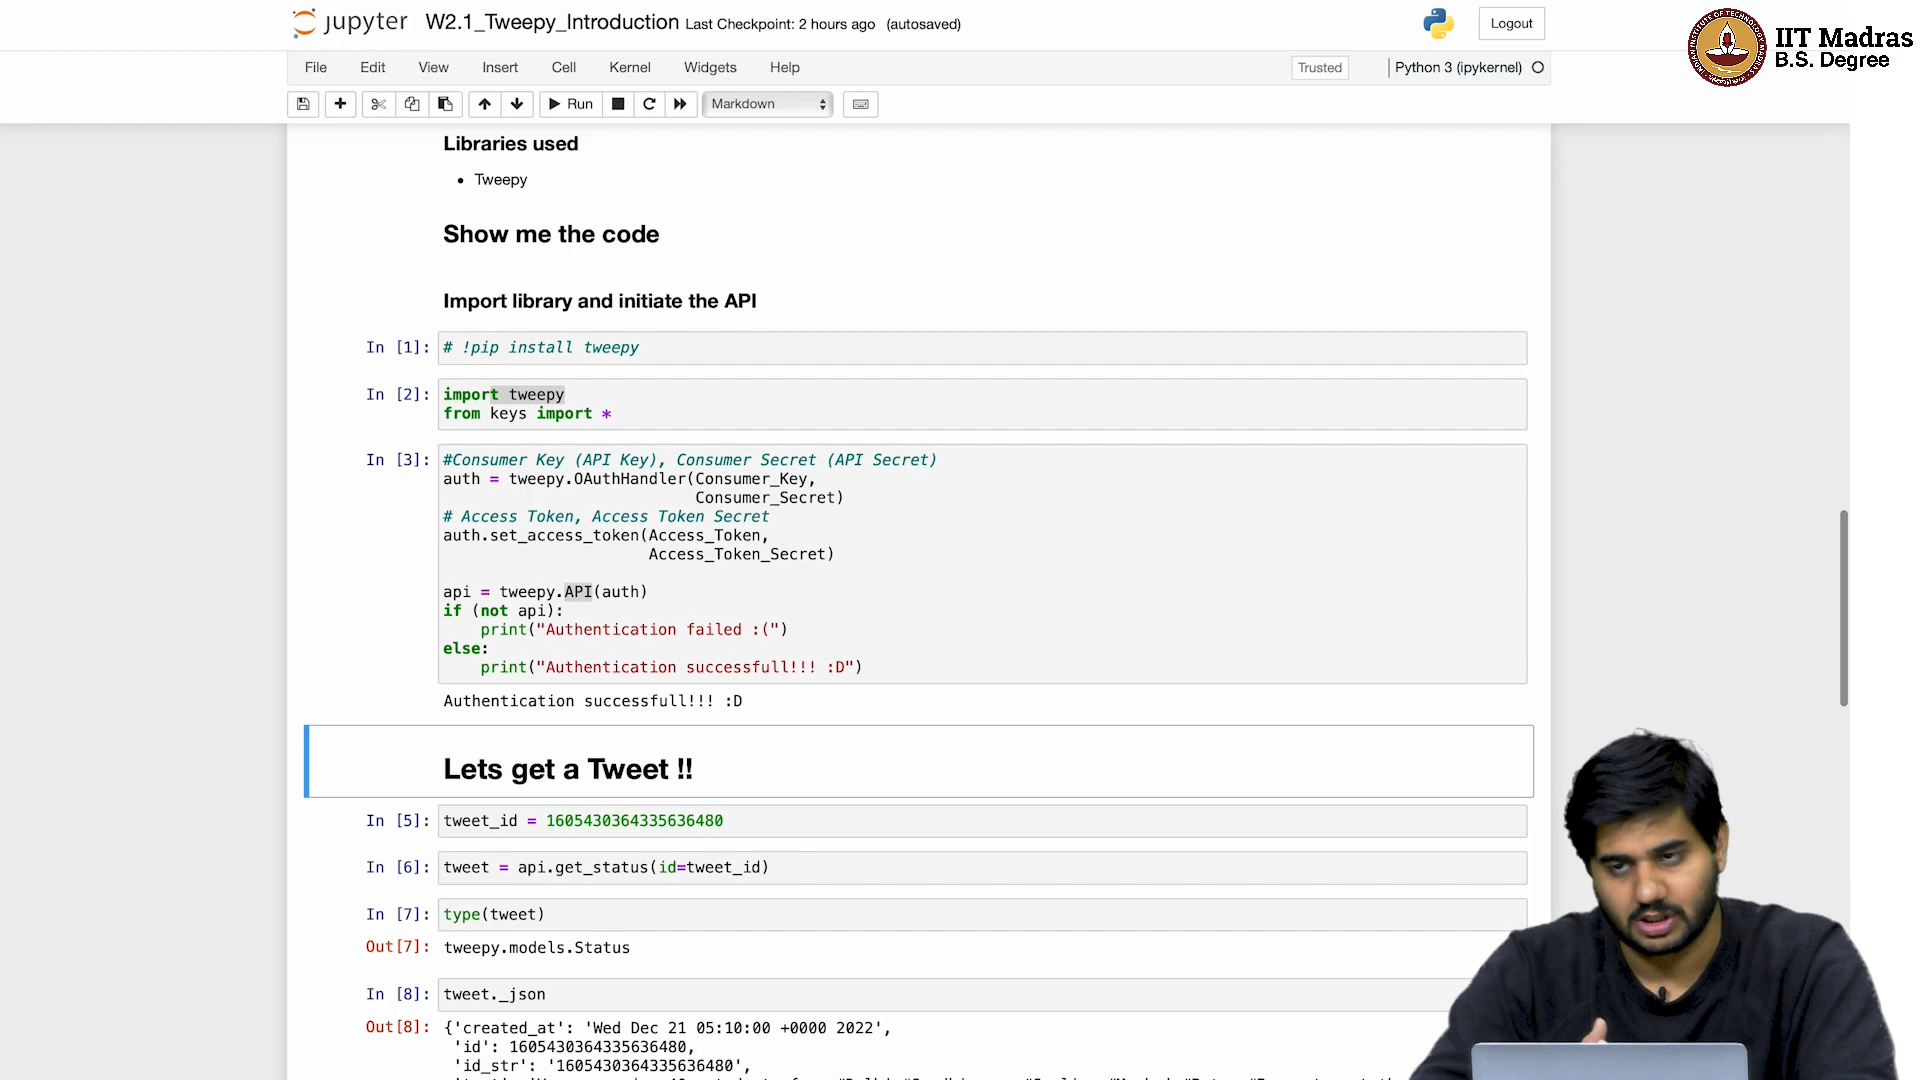 jupyter W2.1_Tweepy_Introduction Last Checkpoint: 2 hours ago (autosaved)
Logout
IIT Madras
B.S. Degree
File Edit View Insert Cell Kernel Widgets Help
Trusted
Python 3 (ipykernel)
Run
Markdown
Libraries used
• Tweepy
Show me the code
Import library and initiate the API
In [1]: # !pip install tweepy
In [2]: import tweepy
from keys import *
In [3]: #Consumer Key (API Key), Consumer Secret (API Secret)
auth = tweepy.OAuthHandler(Consumer_Key,
Consumer_Secret)
# Access Token, Access Token Secret
auth.set_access_token(Access_Token,
Access_Token_Secret)
api = tweepy.API(auth)
if (not api):
print("Authentication failed :(")
else:
print("Authentication successfull!!! :D")
Authentication successfull!!! :D
Lets get a Tweet !!
In [5]: tweet_id = 1605430364335636480
In [6]: tweet = api.get_status(id=tweet_id)
In [7]: type(tweet)
Out[7]: tweepy.models.Status
In [8]: tweet._json
Out[8]: {'created_at': 'Wed Dec 21 05:10:00 +0000 2022',
'id': 1605430364335636480,
'id_str': '1605430364335636480',